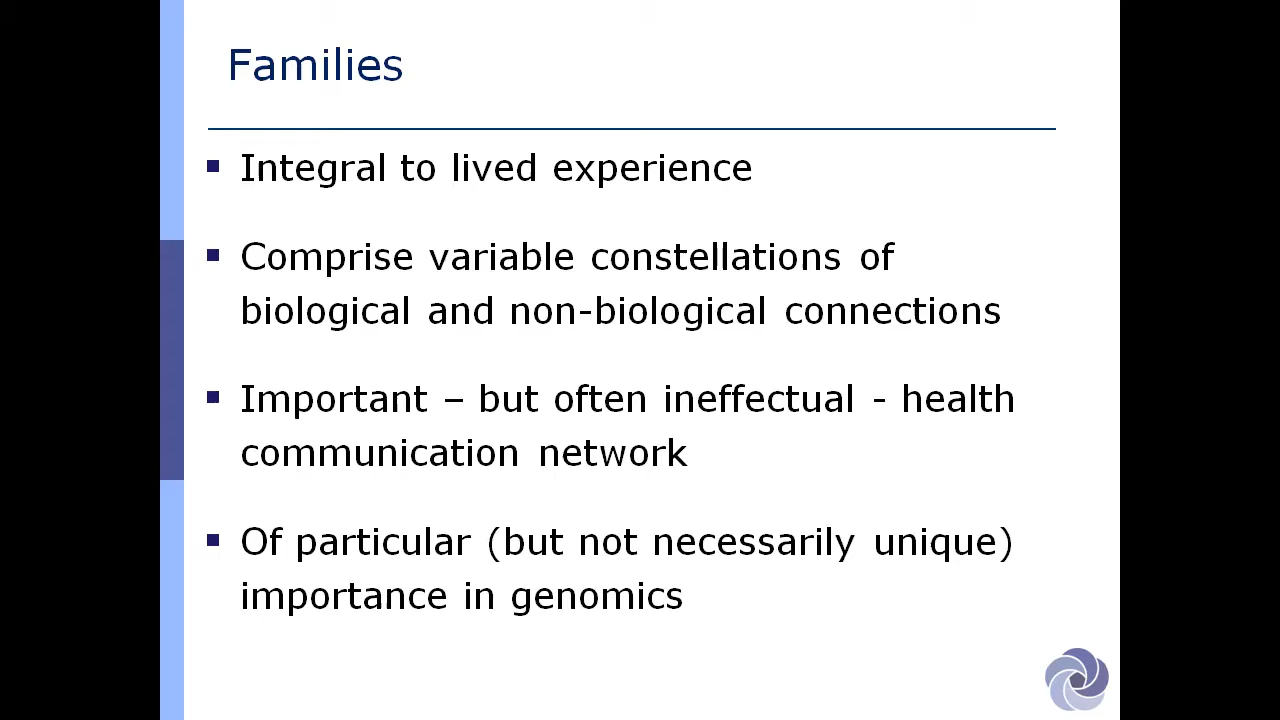 Families
▪ Integral to lived experience
▪ Comprise variable constellations of
biological and non-biological connections
▪ Important – but often ineffectual - health
communication network
▪ Of particular (but not necessarily unique)
importance in genomics